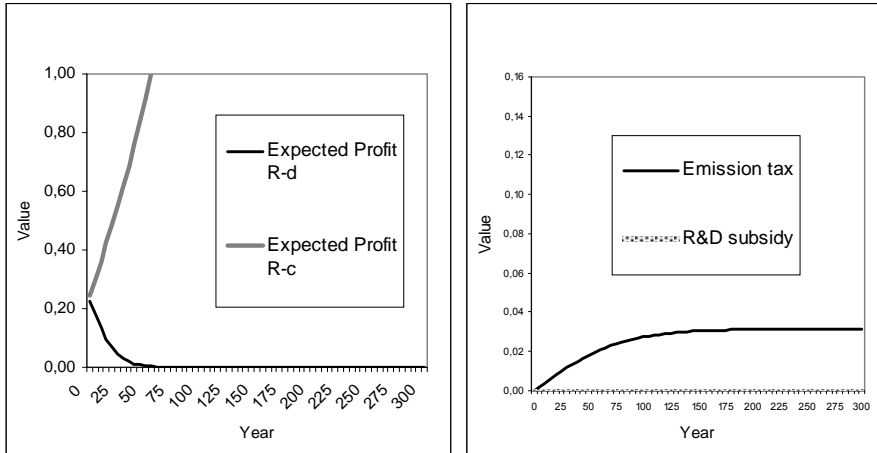 1,00
0,80
0,60
0,40
0,20
0,00
Value
Expected Profit
R-d
Expected Profit
R-c
0 25 50 75 100 125 150 175 200 225 250 275 300
Year
0,16
0,14
0,12
0,10
0,08
0,06
0,04
0,02
0,00
Value
Emission tax
R&D subsidy
0 25 50 75 100 125 150 175 200 225 250 275 300
Year